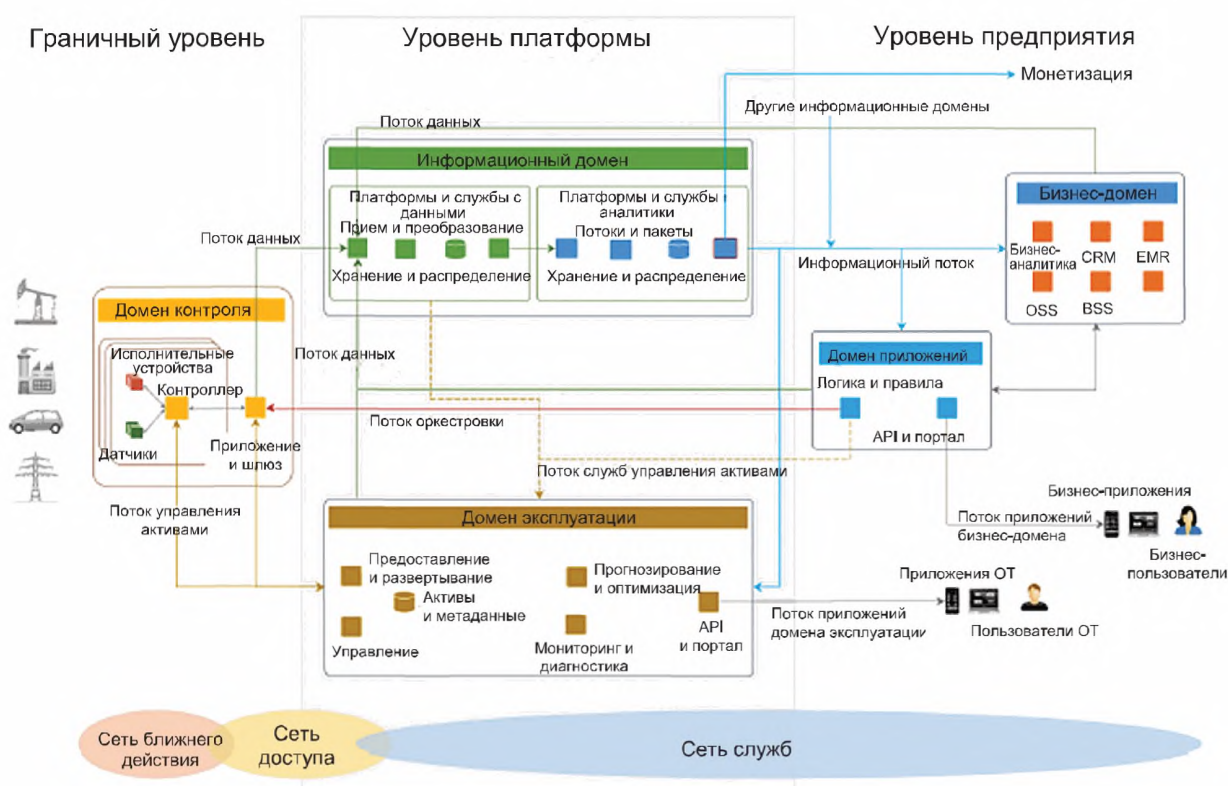 Граничный уровень
Уровень платформы
Уровень предприятия
Монетизация
Другие информационные домены
Поток данных
Информационный домен
Платформы и службы с
данными
Прием и преобразование
Хранение и распределение
Платформы и службы
аналитики
Потоки и пакеты
Хранение и распределение
Бизнес-домен
Бизнес-
аналитика
CRM
EMR
OSS
BSS
Поток данных
Информационный поток
Домен контроля
Исполнительные
устройства
Контроллер
Датчики
Приложение
и шлюз
Поток данных
Домен приложений
Логика и правила
API и портал
Поток оркестровки
Поток служб управления активами
Поток управления
активами
Домен эксплуатации
Предоставление
и развертывание
Активы
и метаданные
Управление
Прогнозирование
и оптимизация
Мониторинг и
диагностика
API
и портал
Бизнес-приложения
Поток приложений
бизнес-домена
Бизнес-
пользователи
Приложения ОТ
Поток приложений
домена эксплуатации
Пользователи ОТ
Сеть ближнего
действия
Сеть
доступа
Сеть служб